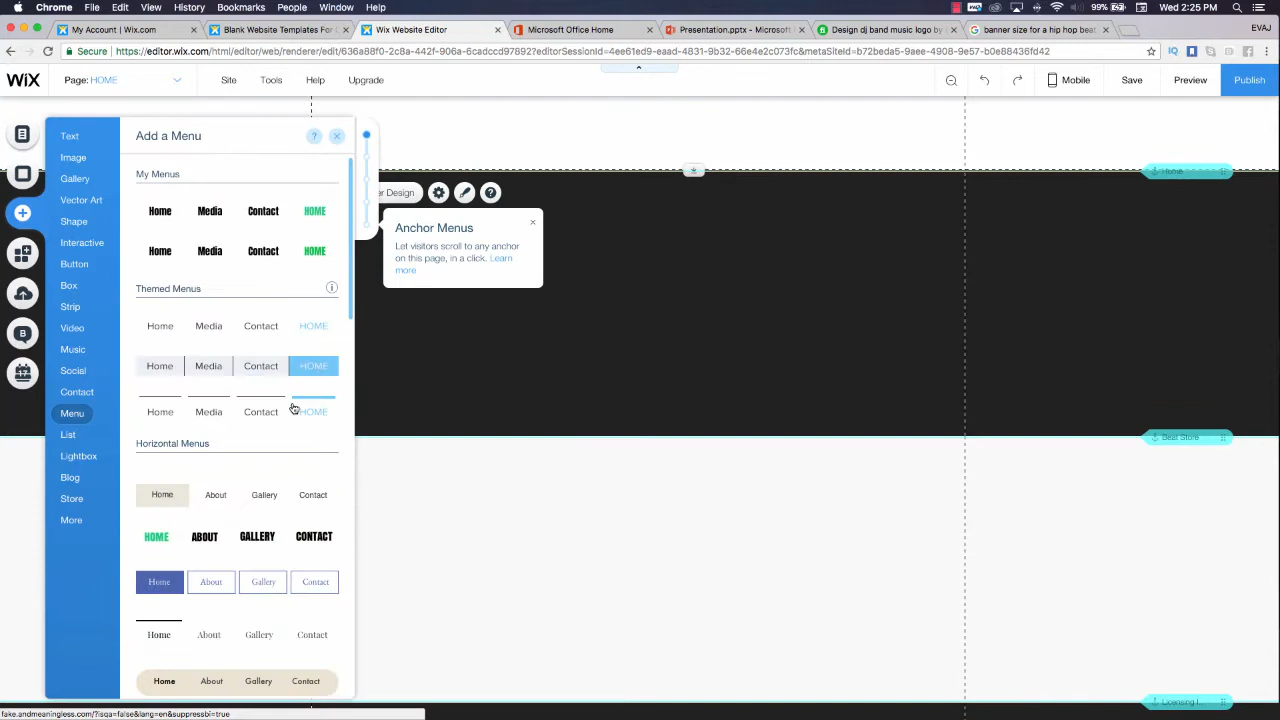 Chrome File Edit View History Bookmarks People Window Help 99% Wed 2:25 PM
My Account | Wix.com Blank Website Templates For Wix Website Editor Microsoft Office Home Presentation.pptx - Microsoft Design dj band music logo by banner size for a hip hop beat EVAJ
Secure https://editor.wix.com/html/editor/web/renderer/edit/636a88f0-2c8a-442f-906a-6cadccd97892?editorSessionId=4ee61ed9-eaad-4831-9b32-66e4e3c073ac&metaSiteId=b72beda5-9aee-4908-9e57-b0e88436f702
WiX Page: HOME Site Tools Help Upgrade Mobile Save Preview Publish
Text
Image
Gallery
Vector Art
Shape
Interactive
Button
Box
Strip
Video
Music
Social
Contact
Menu
List
Lightbox
Blog
Store
More
Add a Menu ?
My Menus
Home Media Contact HOME
Home Media Contact HOME
Themed Menus
Home Media Contact HOME
Home Media Contact HOME
Home Media Contact HOME
Horizontal Menus
Home About Gallery Contact
HOME ABOUT GALLERY CONTACT
Home About Gallery Contact
Home About Gallery Contact
Home About Gallery Contact
er Design ?
Anchor Menus
Let visitors scroll to any anchor
on this page, in a click. Learn
more
Home
Beat Store
Licensing I...
fake.andmeaningless.com/?isqa=false&lang=en&suppressbi=true